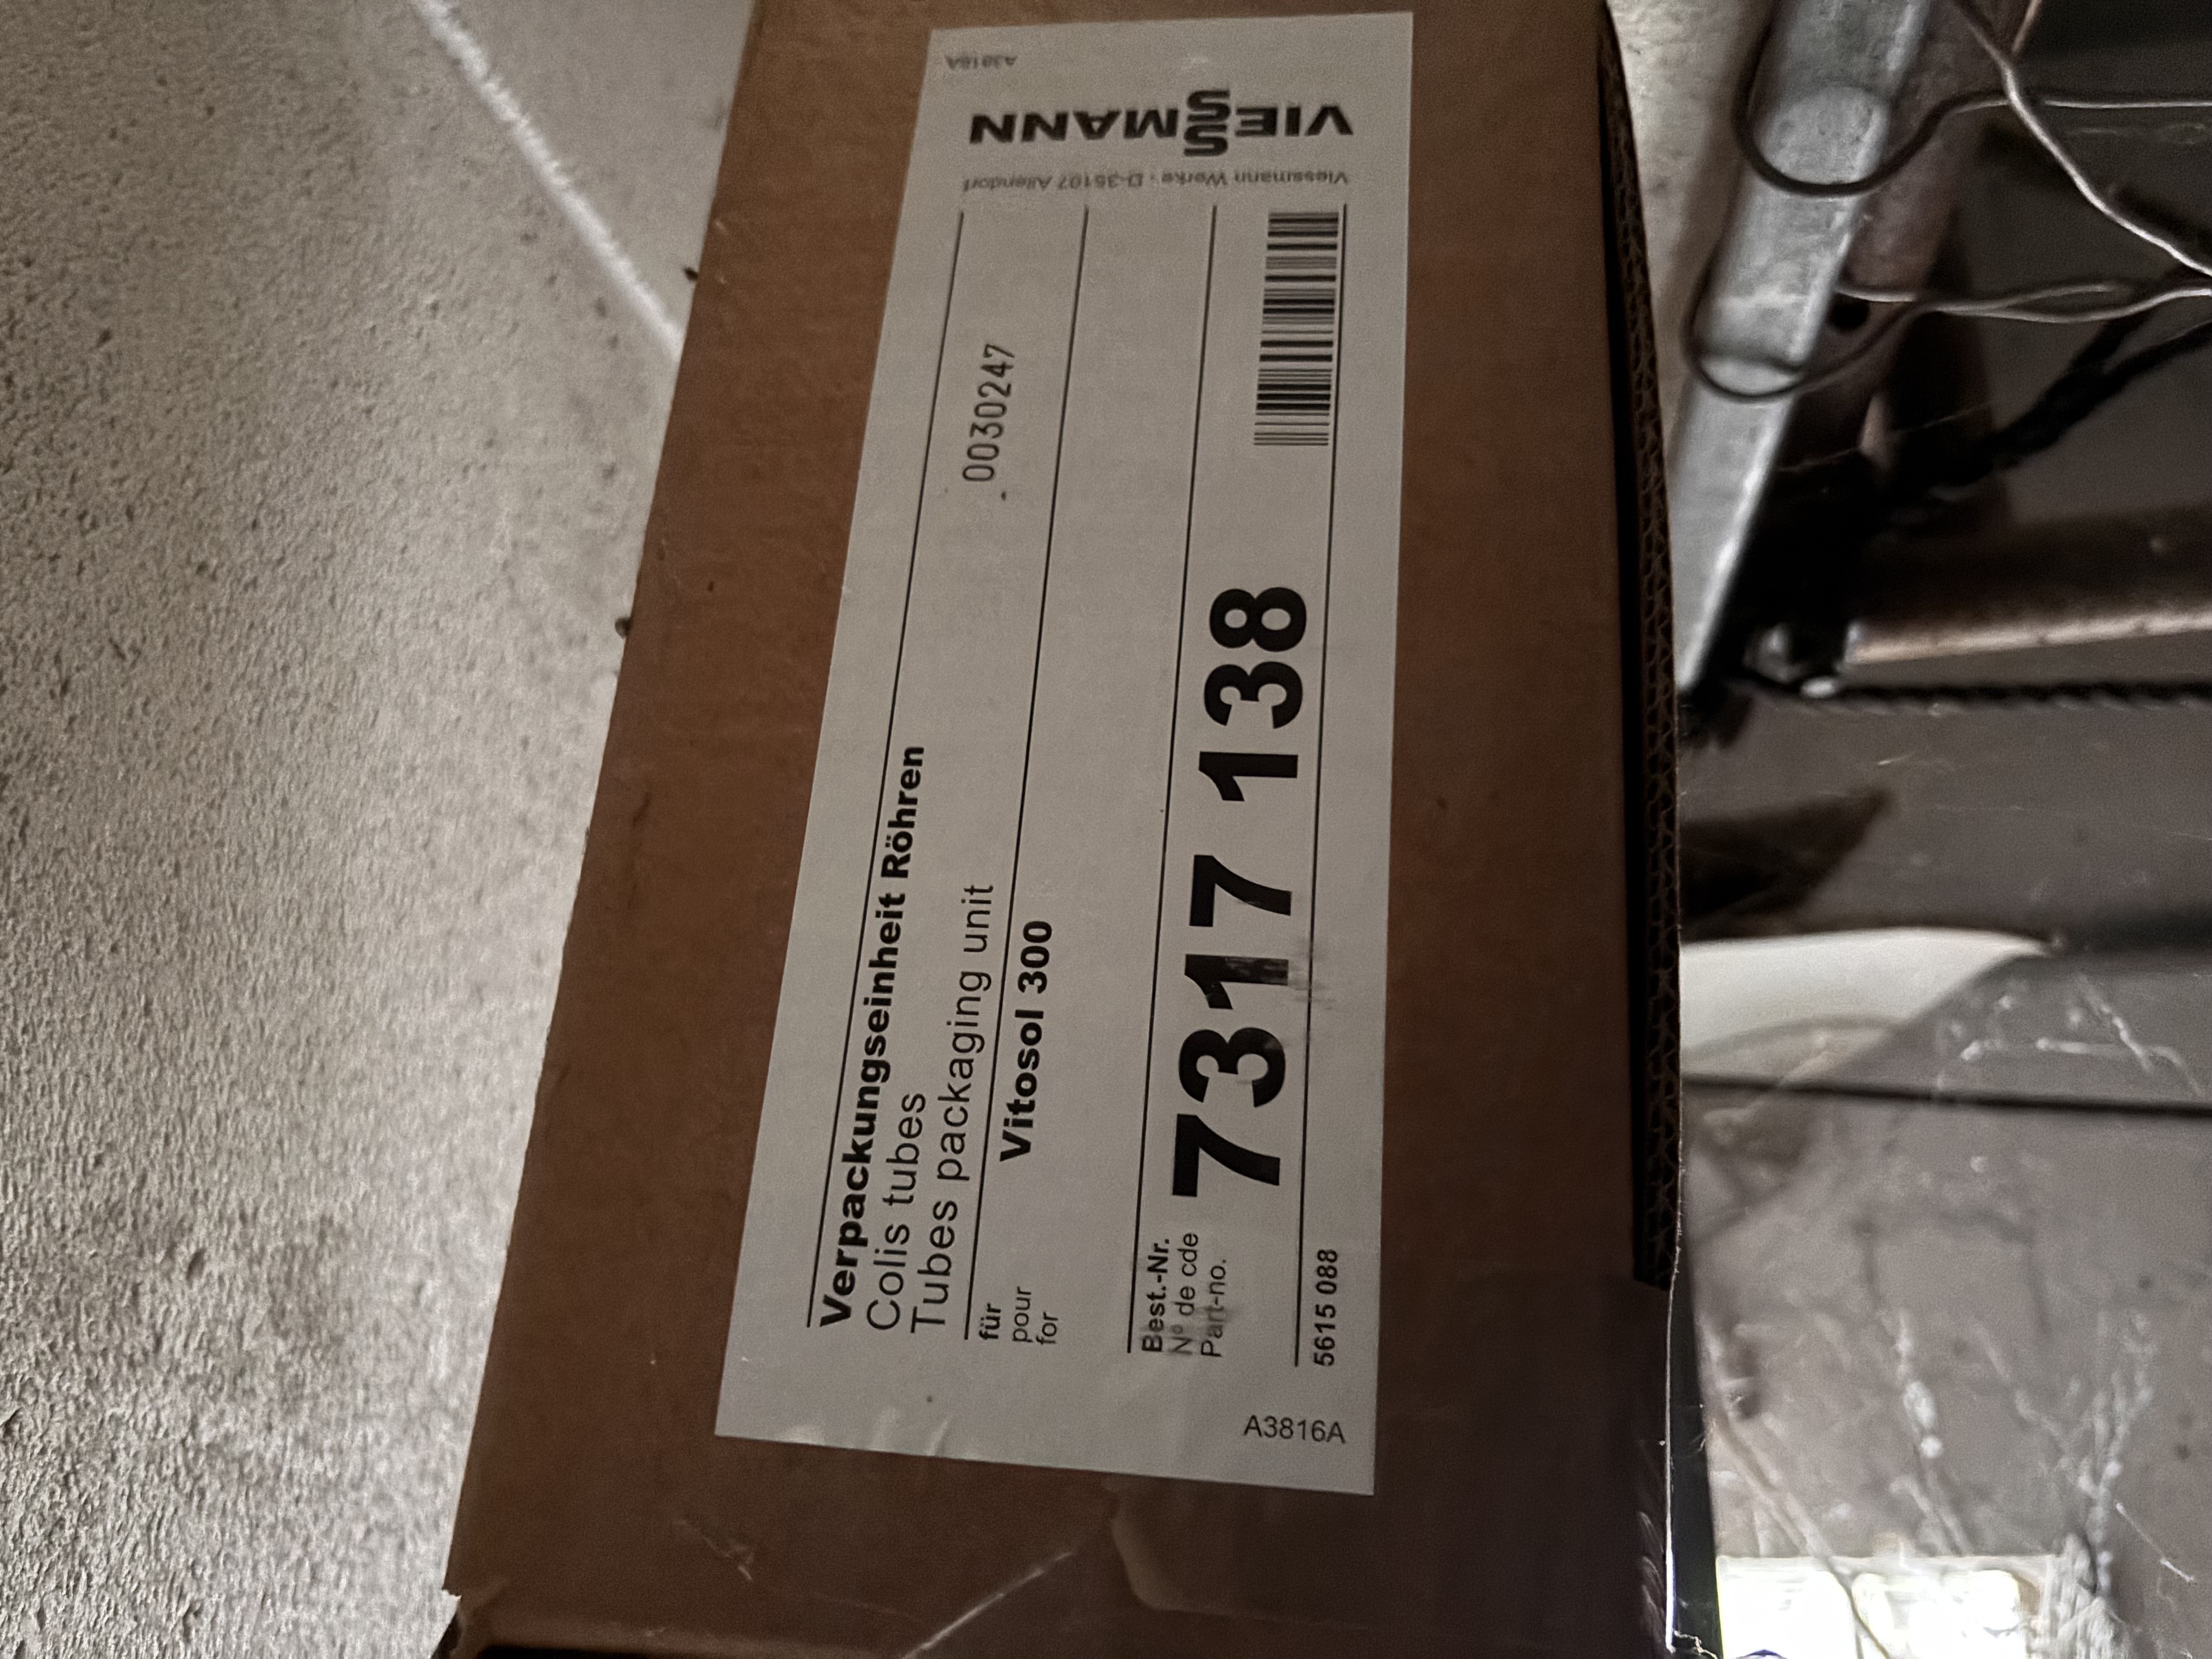 A3816A
VIESSMANN
Viessmann Werke · D-35107 Allendorf
Verpackungseinheit Röhren
Colis tubes
Tubes packaging unit
0030247
für
pour
for
Vitosol 300
Best.-Nr.
N° de cde
Part-no.
7317 138
5615 088
A3816A